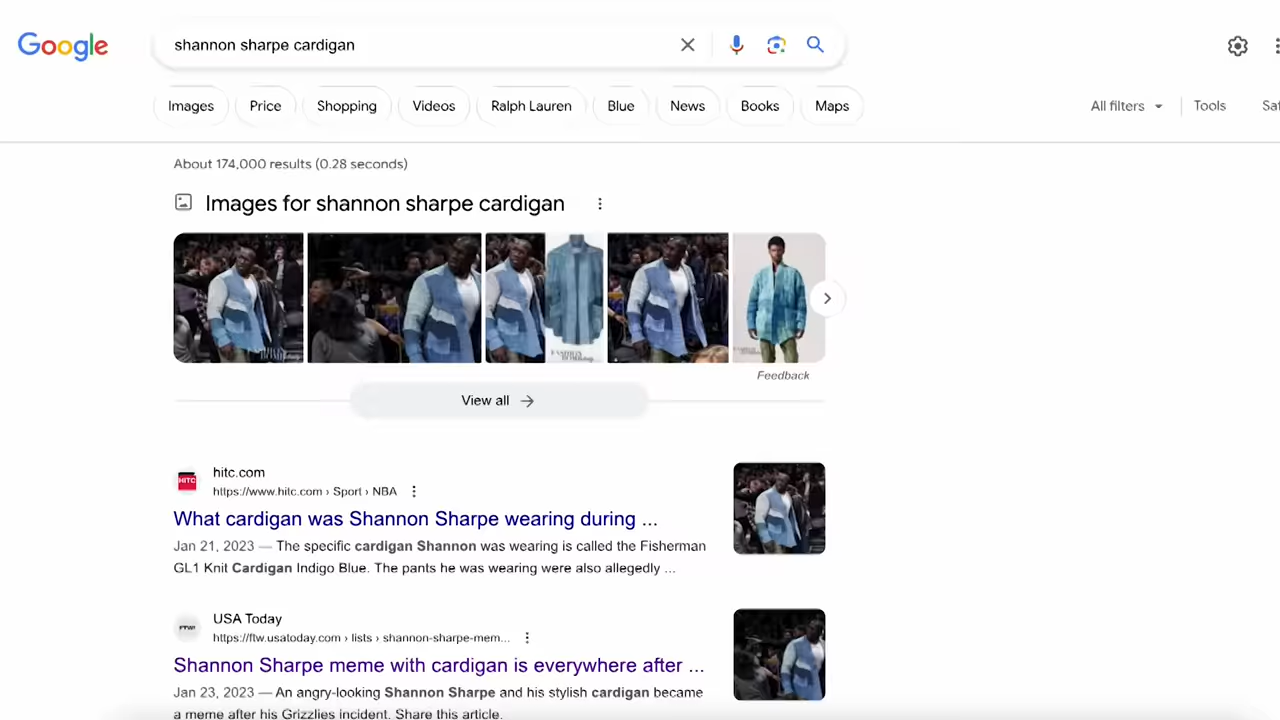 Google
shannon sharpe cardigan
Images
Price
Shopping
Videos
Ralph Lauren
Blue
News
Books
Maps
All filters
Tools
About 174,000 results (0.28 seconds)
Images for shannon sharpe cardigan
Feedback
View all
HITC
hitc.com
https://www.hitc.com › Sport › NBA
What cardigan was Shannon Sharpe wearing during ...
Jan 21, 2023 — The specific cardigan Shannon was wearing is called the Fisherman
GL1 Knit Cardigan Indigo Blue. The pants he was wearing were also allegedly ...
FTW!
USA Today
https://ftw.usatoday.com › lists › shannon-sharpe-mem...
Shannon Sharpe meme with cardigan is everywhere after ...
Jan 23, 2023 — An angry-looking Shannon Sharpe and his stylish cardigan became
a meme after his Grizzlies incident. Share this article.